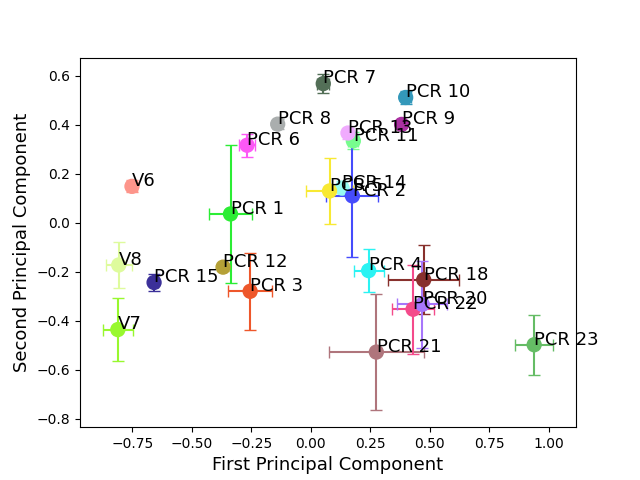 Second Principal Component
0.6
0.4
0.2
0.0
−0.2
−0.4
−0.6
−0.8
PCR 7
PCR 10
PCR 8
PCR 9
PCR 13
PCR 11
PCR 6
V6
PCR 14
PCR 5
PCR 2
PCR 1
V8
PCR 12
PCR 4
PCR 15
PCR 18
PCR 3
PCR 20
PCR 22
V7
PCR 21
PCR 23
−0.75
−0.50
−0.25
0.00
0.25
0.50
0.75
1.00
First Principal Component